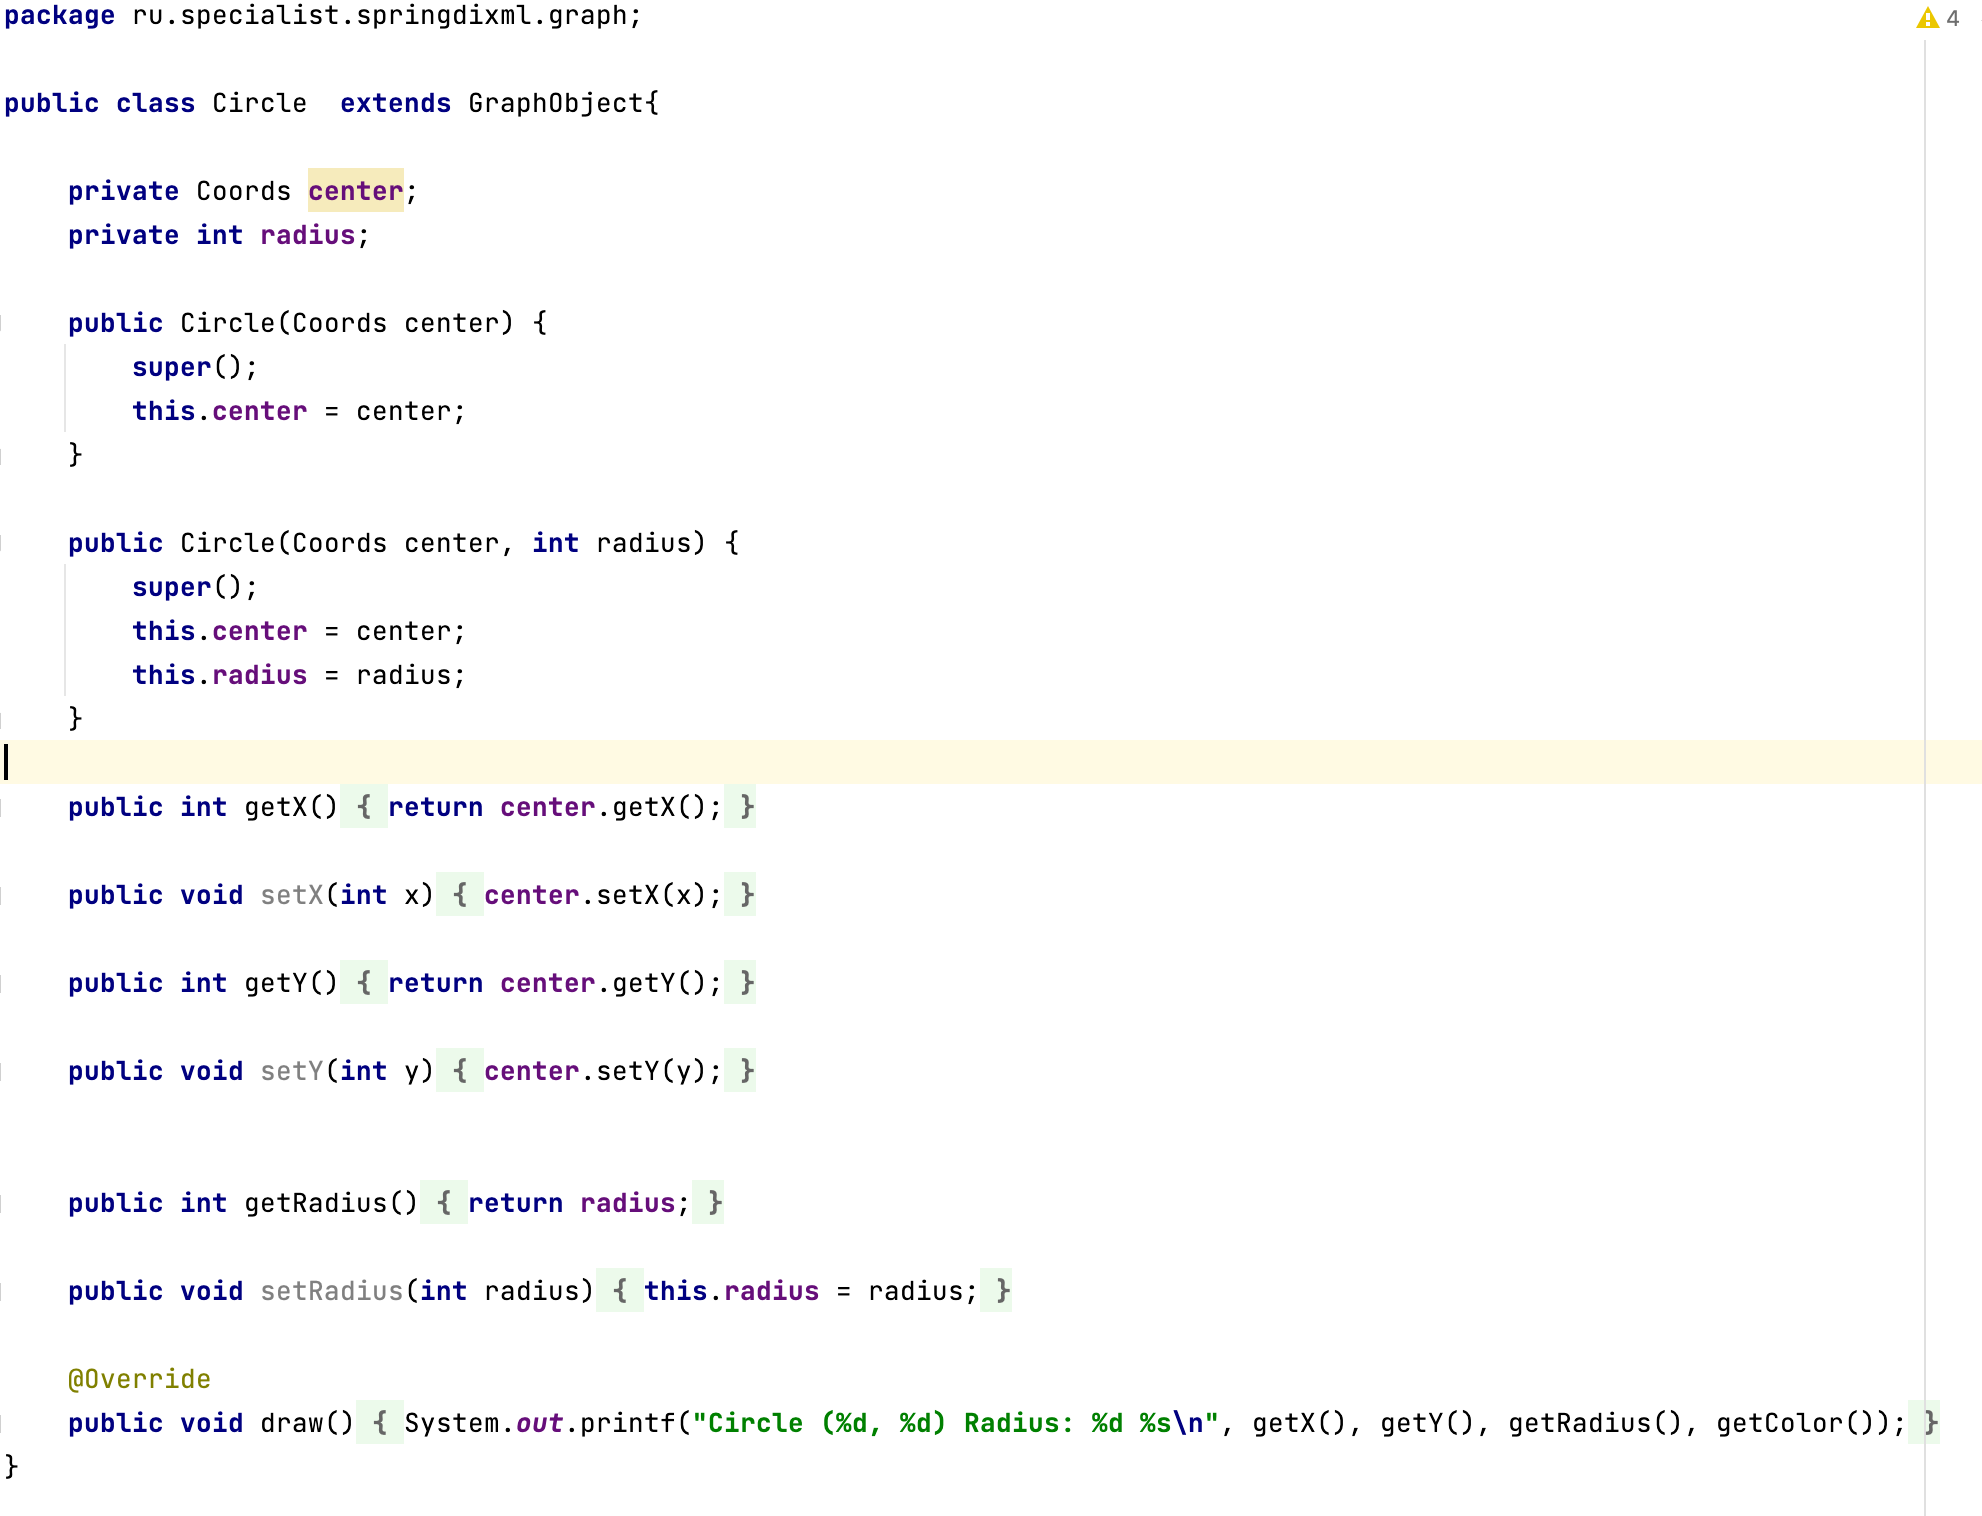 package ru.specialist.springdixml.graph;
4
public class Circle  extends GraphObject{
    private Coords center;
    private int radius;
    public Circle(Coords center) {
        super();
        this.center = center;
    }
    public Circle(Coords center, int radius) {
        super();
        this.center = center;
        this.radius = radius;
    }
    public int getX() { return center.getX(); }
    public void setX(int x) { center.setX(x); }
    public int getY() { return center.getY(); }
    public void setY(int y) { center.setY(y); }
    public int getRadius() { return radius; }
    public void setRadius(int radius) { this.radius = radius; }
    @Override
    public void draw() { System.out.printf("Circle (%d, %d) Radius: %d %s\n", getX(), getY(), getRadius(), getColor()); }
}